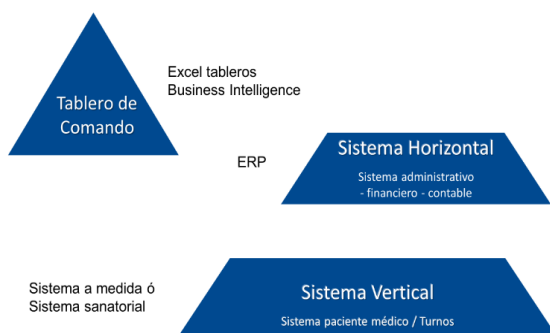 Tablero de
Comando
Excel tableros
Business Intelligence
ERP
Sistema Horizontal
Sistema administrativo
- financiero - contable
Sistema a medida ó
Sistema sanatorial
Sistema Vertical
Sistema paciente médico / Turnos